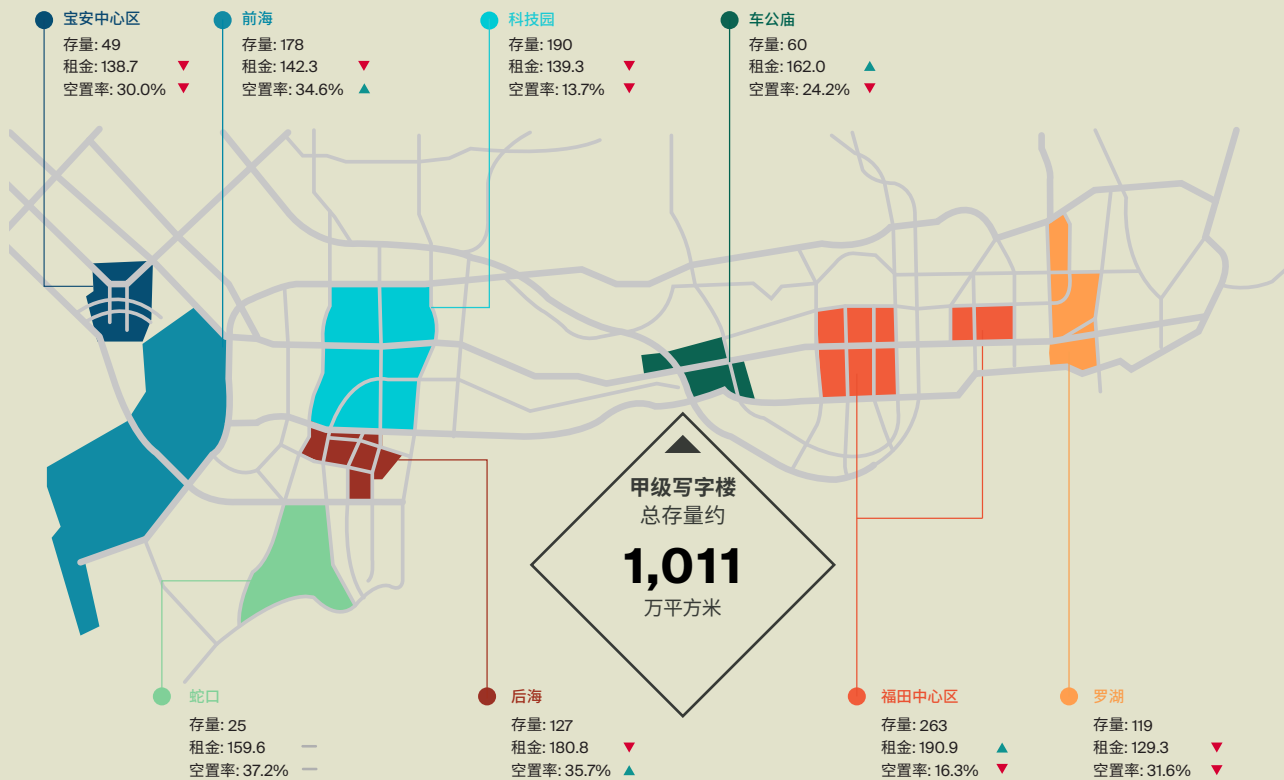 宝安中心区
存量: 49
租金: 138.7 ▼
空置率: 30.0% ▼
前海
存量: 178
租金: 142.3 ▼
空置率: 34.6% ▲
科技园
存量: 190
租金: 139.3 ▼
空置率: 13.7% ▼
车公庙
存量: 60
租金: 162.0 ▲
空置率: 24.2% ▼
甲级写字楼
总存量约
1,011
万平方米
蛇口
存量: 25
租金: 159.6 —
空置率: 37.2% —
后海
存量: 127
租金: 180.8 ▼
空置率: 35.7% ▲
福田中心区
存量: 263
租金: 190.9 ▲
空置率: 16.3% ▼
罗湖
存量: 119
租金: 129.3 ▼
空置率: 31.6% ▼